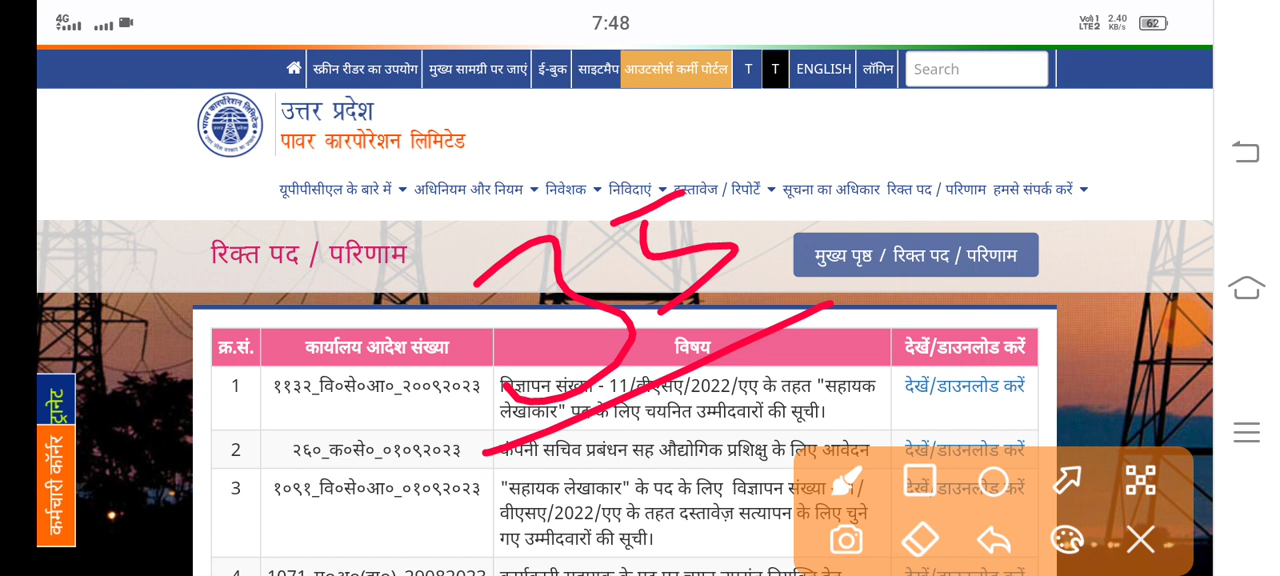 4G
7:48
Vo)) 1
LTE2
2.40
KB/s
62
स्क्रीन रीडर का उपयोग मुख्य सामग्री पर जाएं ई-बुक साइटमैप आउटसोर्स कर्मी पोर्टल T T ENGLISH लॉगिन Search
उत्तर प्रदेश
पावर कारपोरेशन लिमिटेड
यूपीपीसीएल के बारे में अधिनियम और नियम निवेशक निविदाएं दस्तावेज / रिपोर्टें सूचना का अधिकार रिक्त पद / परिणाम हमसे संपर्क करें
रिक्त पद / परिणाम
मुख्य पृष्ठ / रिक्त पद / परिणाम
क्र.सं. कार्यालय आदेश संख्या विषय देखें/डाउनलोड करें
1 ११३२_वि०से०आ०_२००९२०२३ विज्ञापन संख्या - 11/वीएसए/2022/एए के तहत "सहायक देखें/डाउनलोड करें
लेखाकार" पद के लिए चयनित उम्मीदवारों की सूची।
2 २६०_क०से०_०१०९२०२३ कंपनी सचिव प्रबंधन सह औद्योगिक प्रशिक्षु के लिए आवेदन देखें/डाउनलोड करें
3 १०९१_वि०से०आ०_०१०९२०२३ "सहायक लेखाकार" के पद के लिए विज्ञापन संख्या - 11/ देखें/डाउनलोड करें
वीएसए/2022/एए के तहत दस्तावेज़ सत्यापन के लिए चुने
गए उम्मीदवारों की सूची।
कर्मचारी कॉर्नर